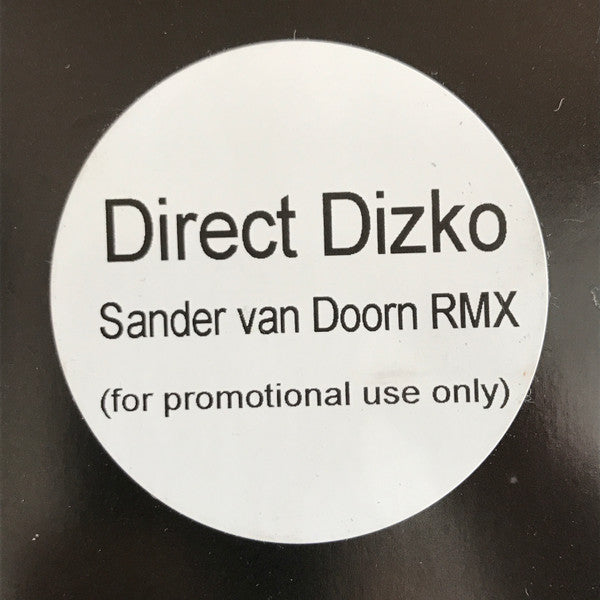 Direct Dizko
Sander van Doorn RMX
(for promotional use only)